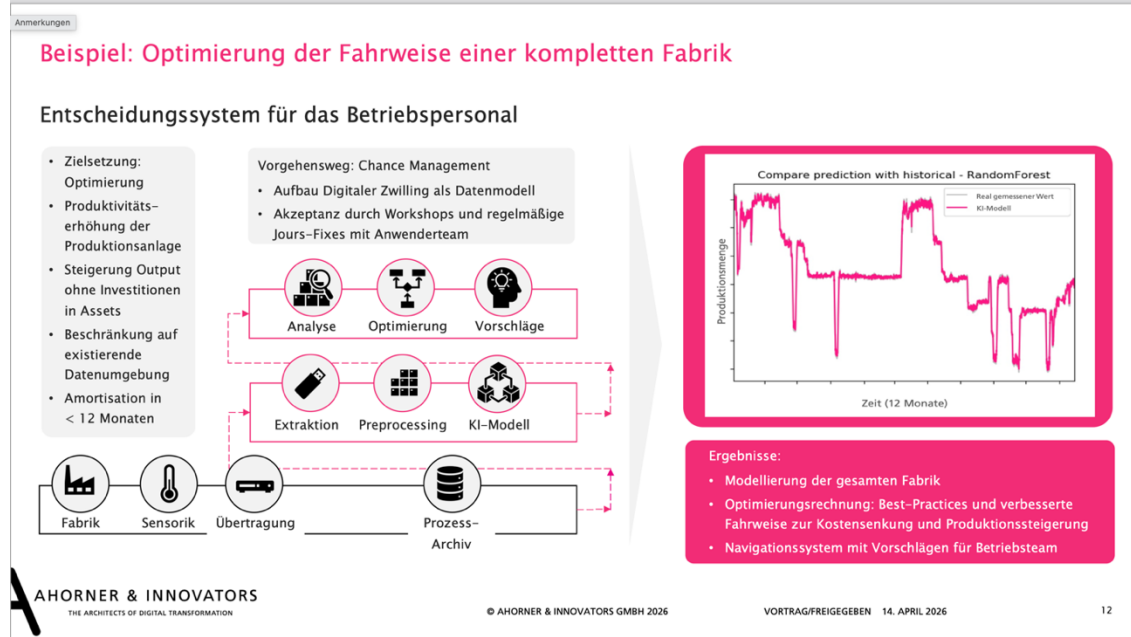 Anmerkungen
Beispiel: Optimierung der Fahrweise einer kompletten Fabrik
Entscheidungssystem für das Betriebspersonal
• Zielsetzung:
Optimierung
• Produktivitäts-
erhöhung der
Produktionsanlage
• Steigerung Output
ohne Investitionen
in Assets
• Beschränkung auf
existierende
Datenumgebung
• Amortisation in
< 12 Monaten
Vorgehensweg: Chance Management
• Aufbau Digitaler Zwilling als Datenmodell
• Akzeptanz durch Workshops und regelmäßige
Jours-Fixes mit Anwenderteam
Analyse
Optimierung
Vorschläge
Extraktion
Preprocessing
KI-Modell
Fabrik
Sensorik
Übertragung
Prozess-
Archiv
Compare prediction with historical - RandomForest
Real gemessener Wert
KI-Modell
Produktionsmenge
Zeit (12 Monate)
Ergebnisse:
• Modellierung der gesamten Fabrik
• Optimierungsrechnung: Best-Practices und verbesserte
Fahrweise zur Kostensenkung und Produktionssteigerung
• Navigationssystem mit Vorschlägen für Betriebsteam
A
AHORNER & INNOVATORS
THE ARCHITECTS OF DIGITAL TRANSFORMATION
© AHORNER & INNOVATORS GMBH 2026
VORTRAG/FREIGEGEBEN 14. APRIL 2026
12